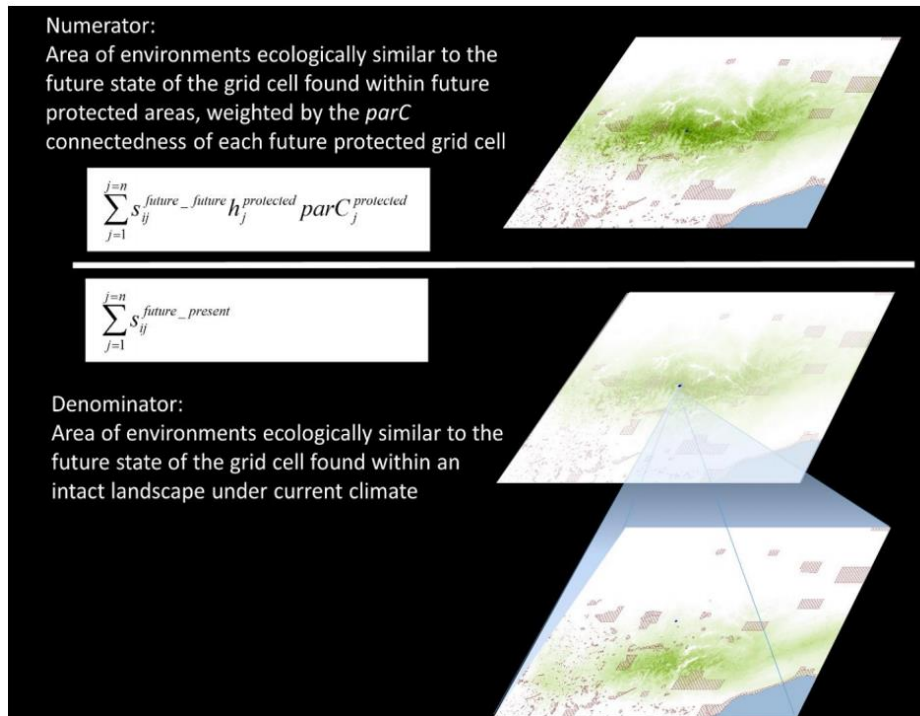 Numerator:
Area of environments ecologically similar to the
future state of the grid cell found within future
protected areas, weighted by the parC
connectedness of each future protected grid cell
j=n
∑ s_ij^future_future h_j^protected parC_j^protected
j=1
j=n
∑ s_ij^future_present
j=1
Denominator:
Area of environments ecologically similar to the
future state of the grid cell found within an
intact landscape under current climate